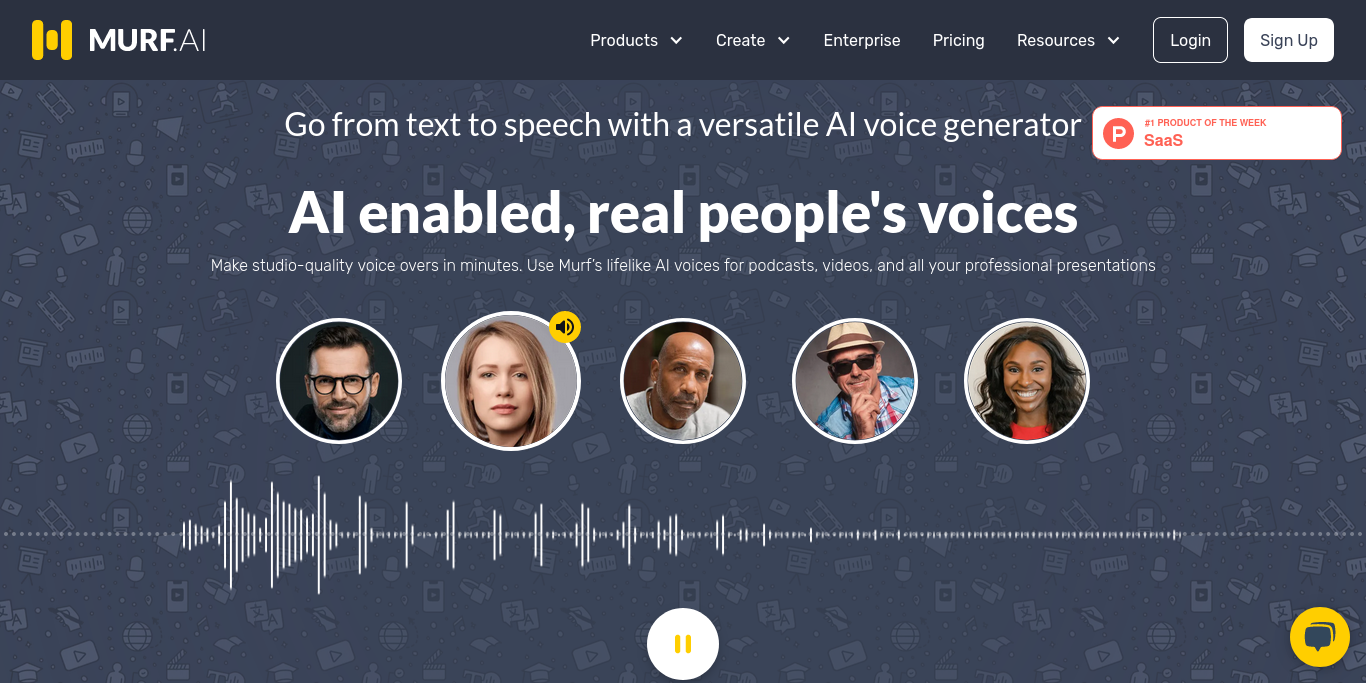 MURF.AI
Products
Create
Enterprise
Pricing
Resources
Login
Sign Up
Go from text to speech with a versatile AI voice generator
P
#1 PRODUCT OF THE WEEK
SaaS
AI enabled, real people's voices
Make studio-quality voice overs in minutes. Use Murf's lifelike AI voices for podcasts, videos, and all your professional presentations